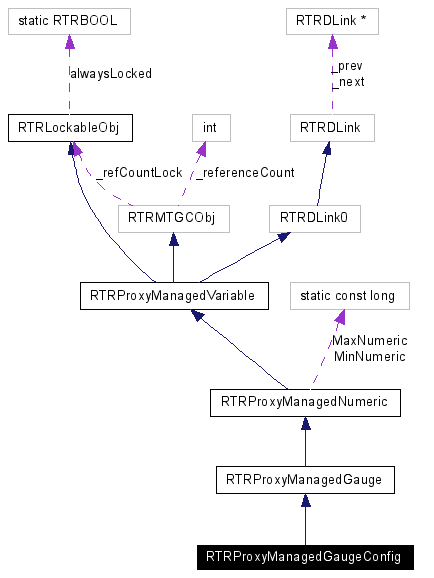 static RTRBOOL
RTRDLink *
alwaysLocked
_prev
_next
RTRLockableObj
int
RTRDLink
_refCountLock
_referenceCount
RTRMTGCObj
RTRDLink0
RTRProxyManagedVariable
static const long
MaxNumeric
MinNumeric
RTRProxyManagedNumeric
RTRProxyManagedGauge
RTRProxyManagedGaugeConfig